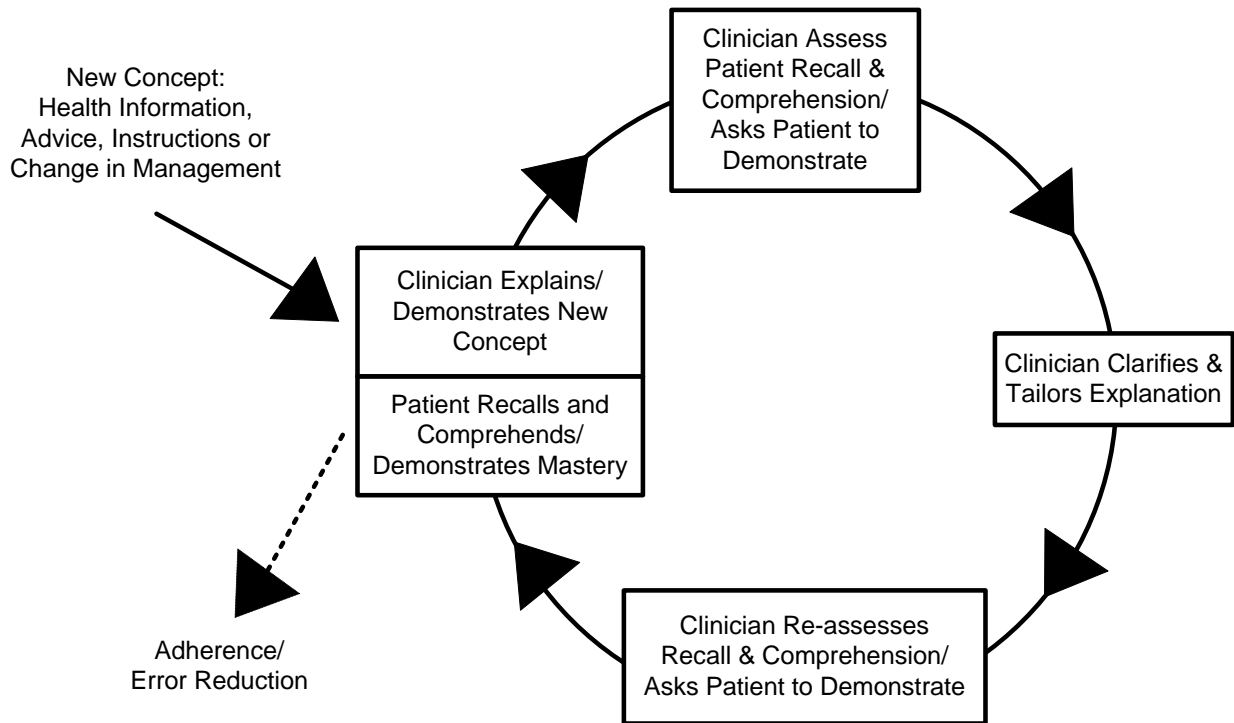 New Concept:
Health Information,
Advice, Instructions or
Change in Management
Clinician Assess
Patient Recall &
Comprehension/
Asks Patient to
Demonstrate
Clinician Explains/
Demonstrates New
Concept
Patient Recalls and
Comprehends/
Demonstrates Mastery
Clinician Clarifies &
Tailors Explanation
Clinician Re-assesses
Recall & Comprehension/
Asks Patient to Demonstrate
Adherence/
Error Reduction